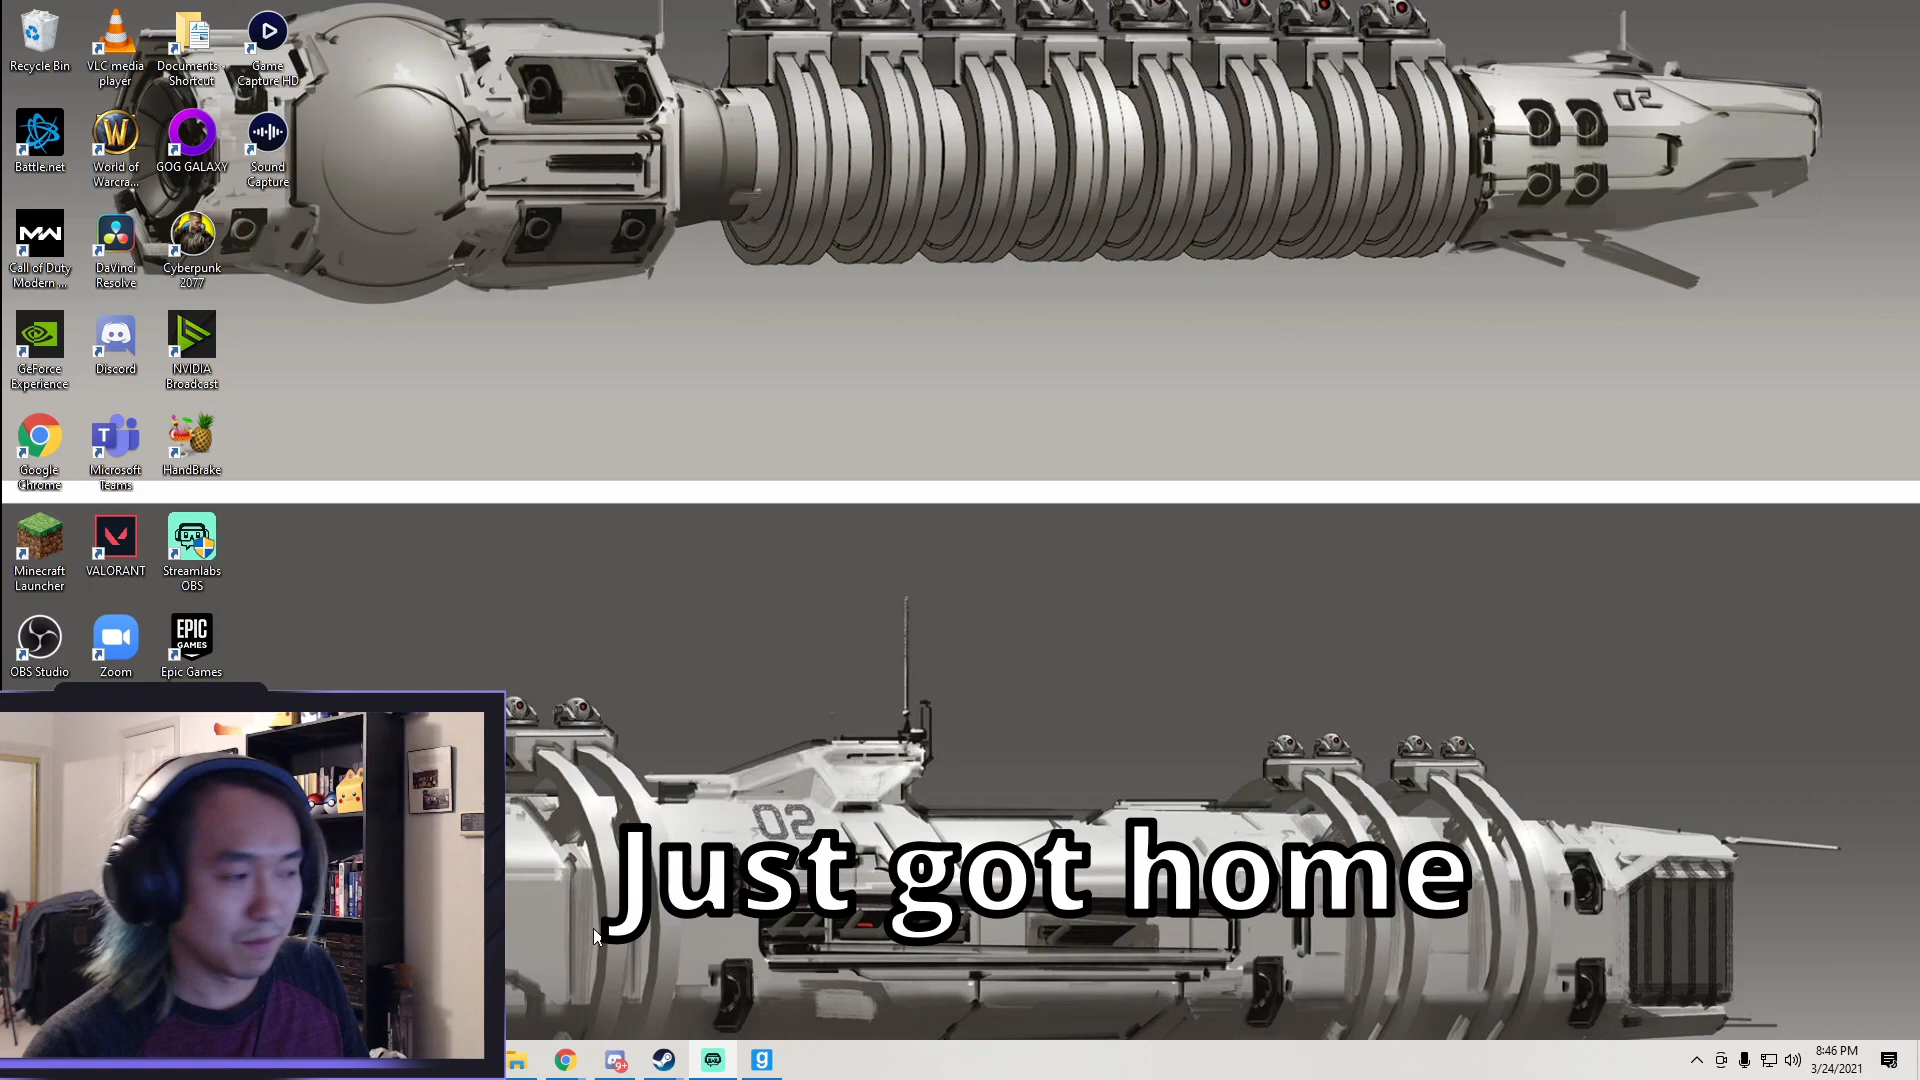 Recycle Bin
VLC media
player
Documents -
Shortcut
Game
Capture HD
Battle.net
World of
Warcra...
GOG GALAXY
Sound
Capture
02
MW
Call of Duty
Modern ...
DaVinci
Resolve
Cyberpunk
2077
GeForce
Experience
Discord
NVIDIA
Broadcast
Google
Chrome
T
Microsoft
Teams
HandBrake
Minecraft
Launcher
VALORANT
Streamlabs
OBS
OBS Studio
Zoom
EPIC
GAMES
Epic Games
02
Just got home
9+
g
8:46 PM
3/24/2021